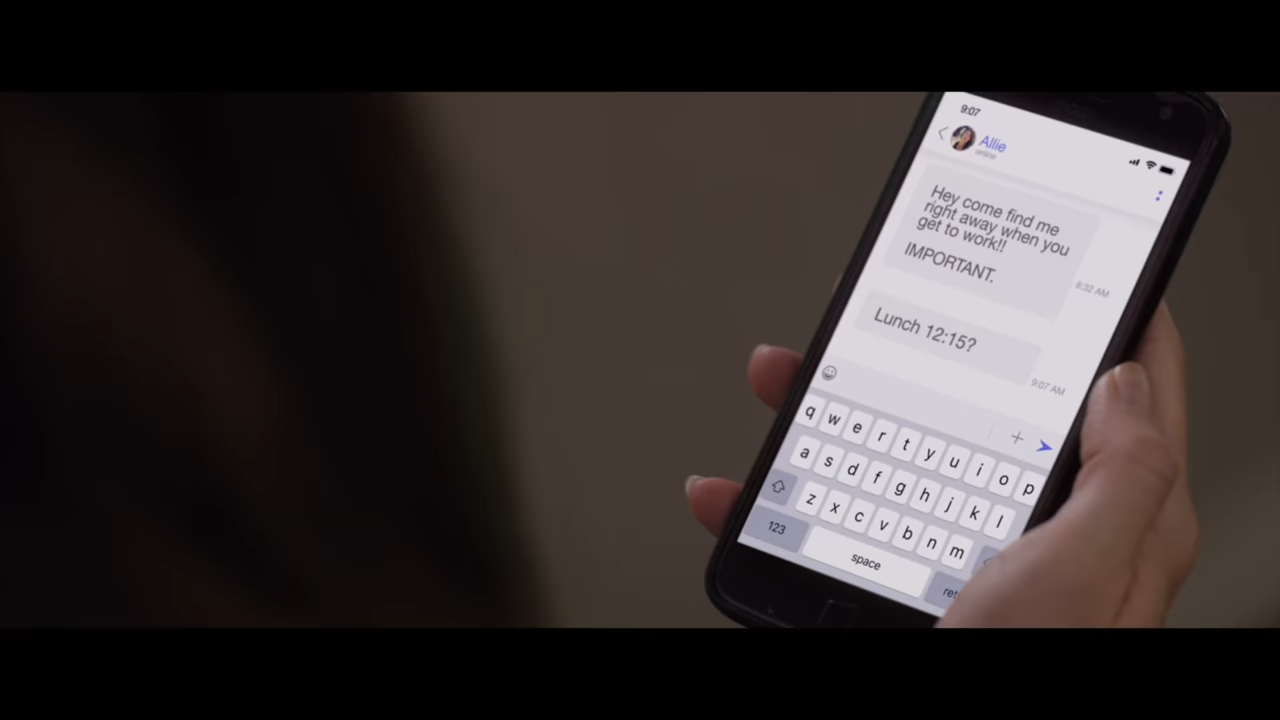 9:07
Allie
online
Hey come find me
right away when you
get to work!!
IMPORTANT.
8:32 AM
Lunch 12:15?
9:07 AM
q w e r t y u i o p
a s d f g h j k l
z x c v b n m
123 space